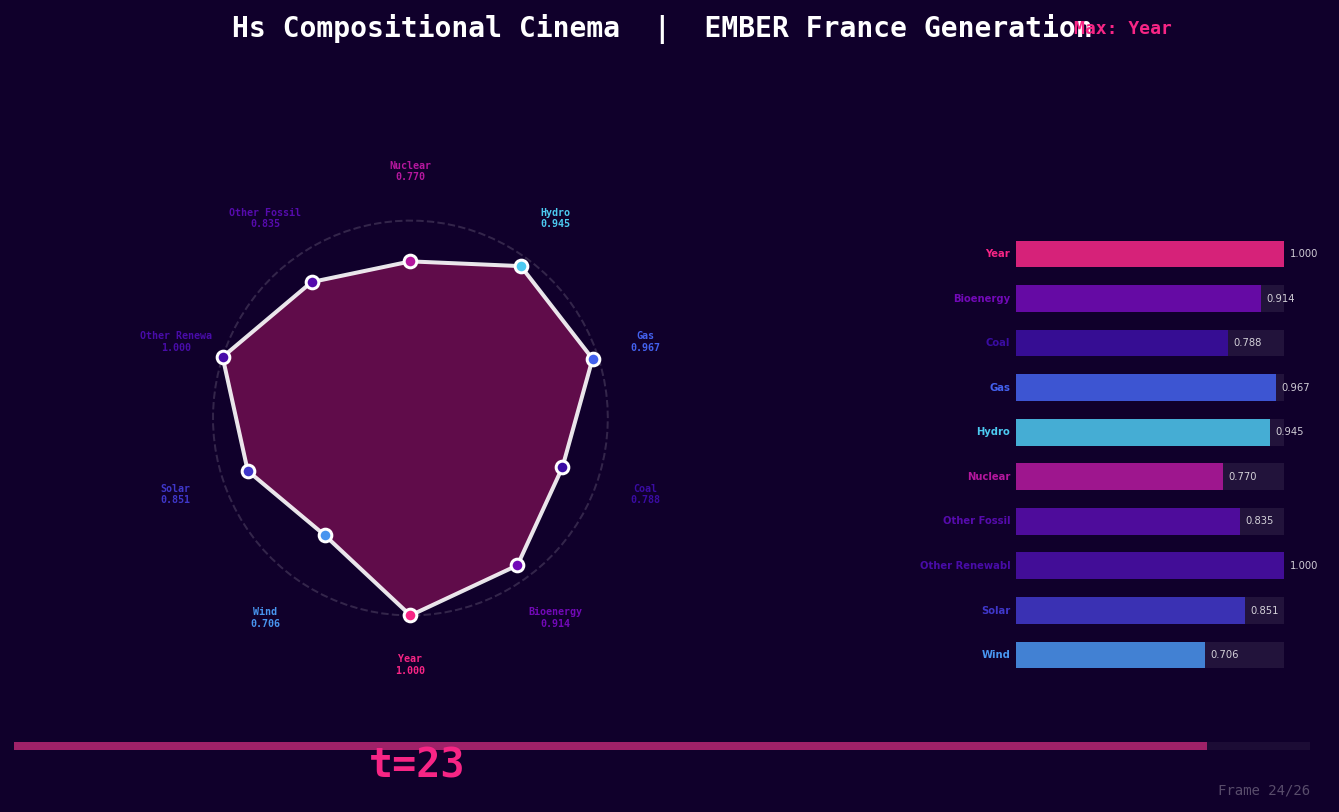 Hs Compositional Cinema | EMBER France Generation
Max: Year
Nuclear
0.770
Other Fossil
0.835
Hydro
0.945
Other Renewa
1.000
Gas
0.967
Solar
0.851
Coal
0.788
Wind
0.706
Bioenergy
0.914
Year
1.000
Year 1.000
Bioenergy 0.914
Coal 0.788
Gas 0.967
Hydro 0.945
Nuclear 0.770
Other Fossil 0.835
Other Renewabl 1.000
Solar 0.851
Wind 0.706
t=23
Frame 24/26